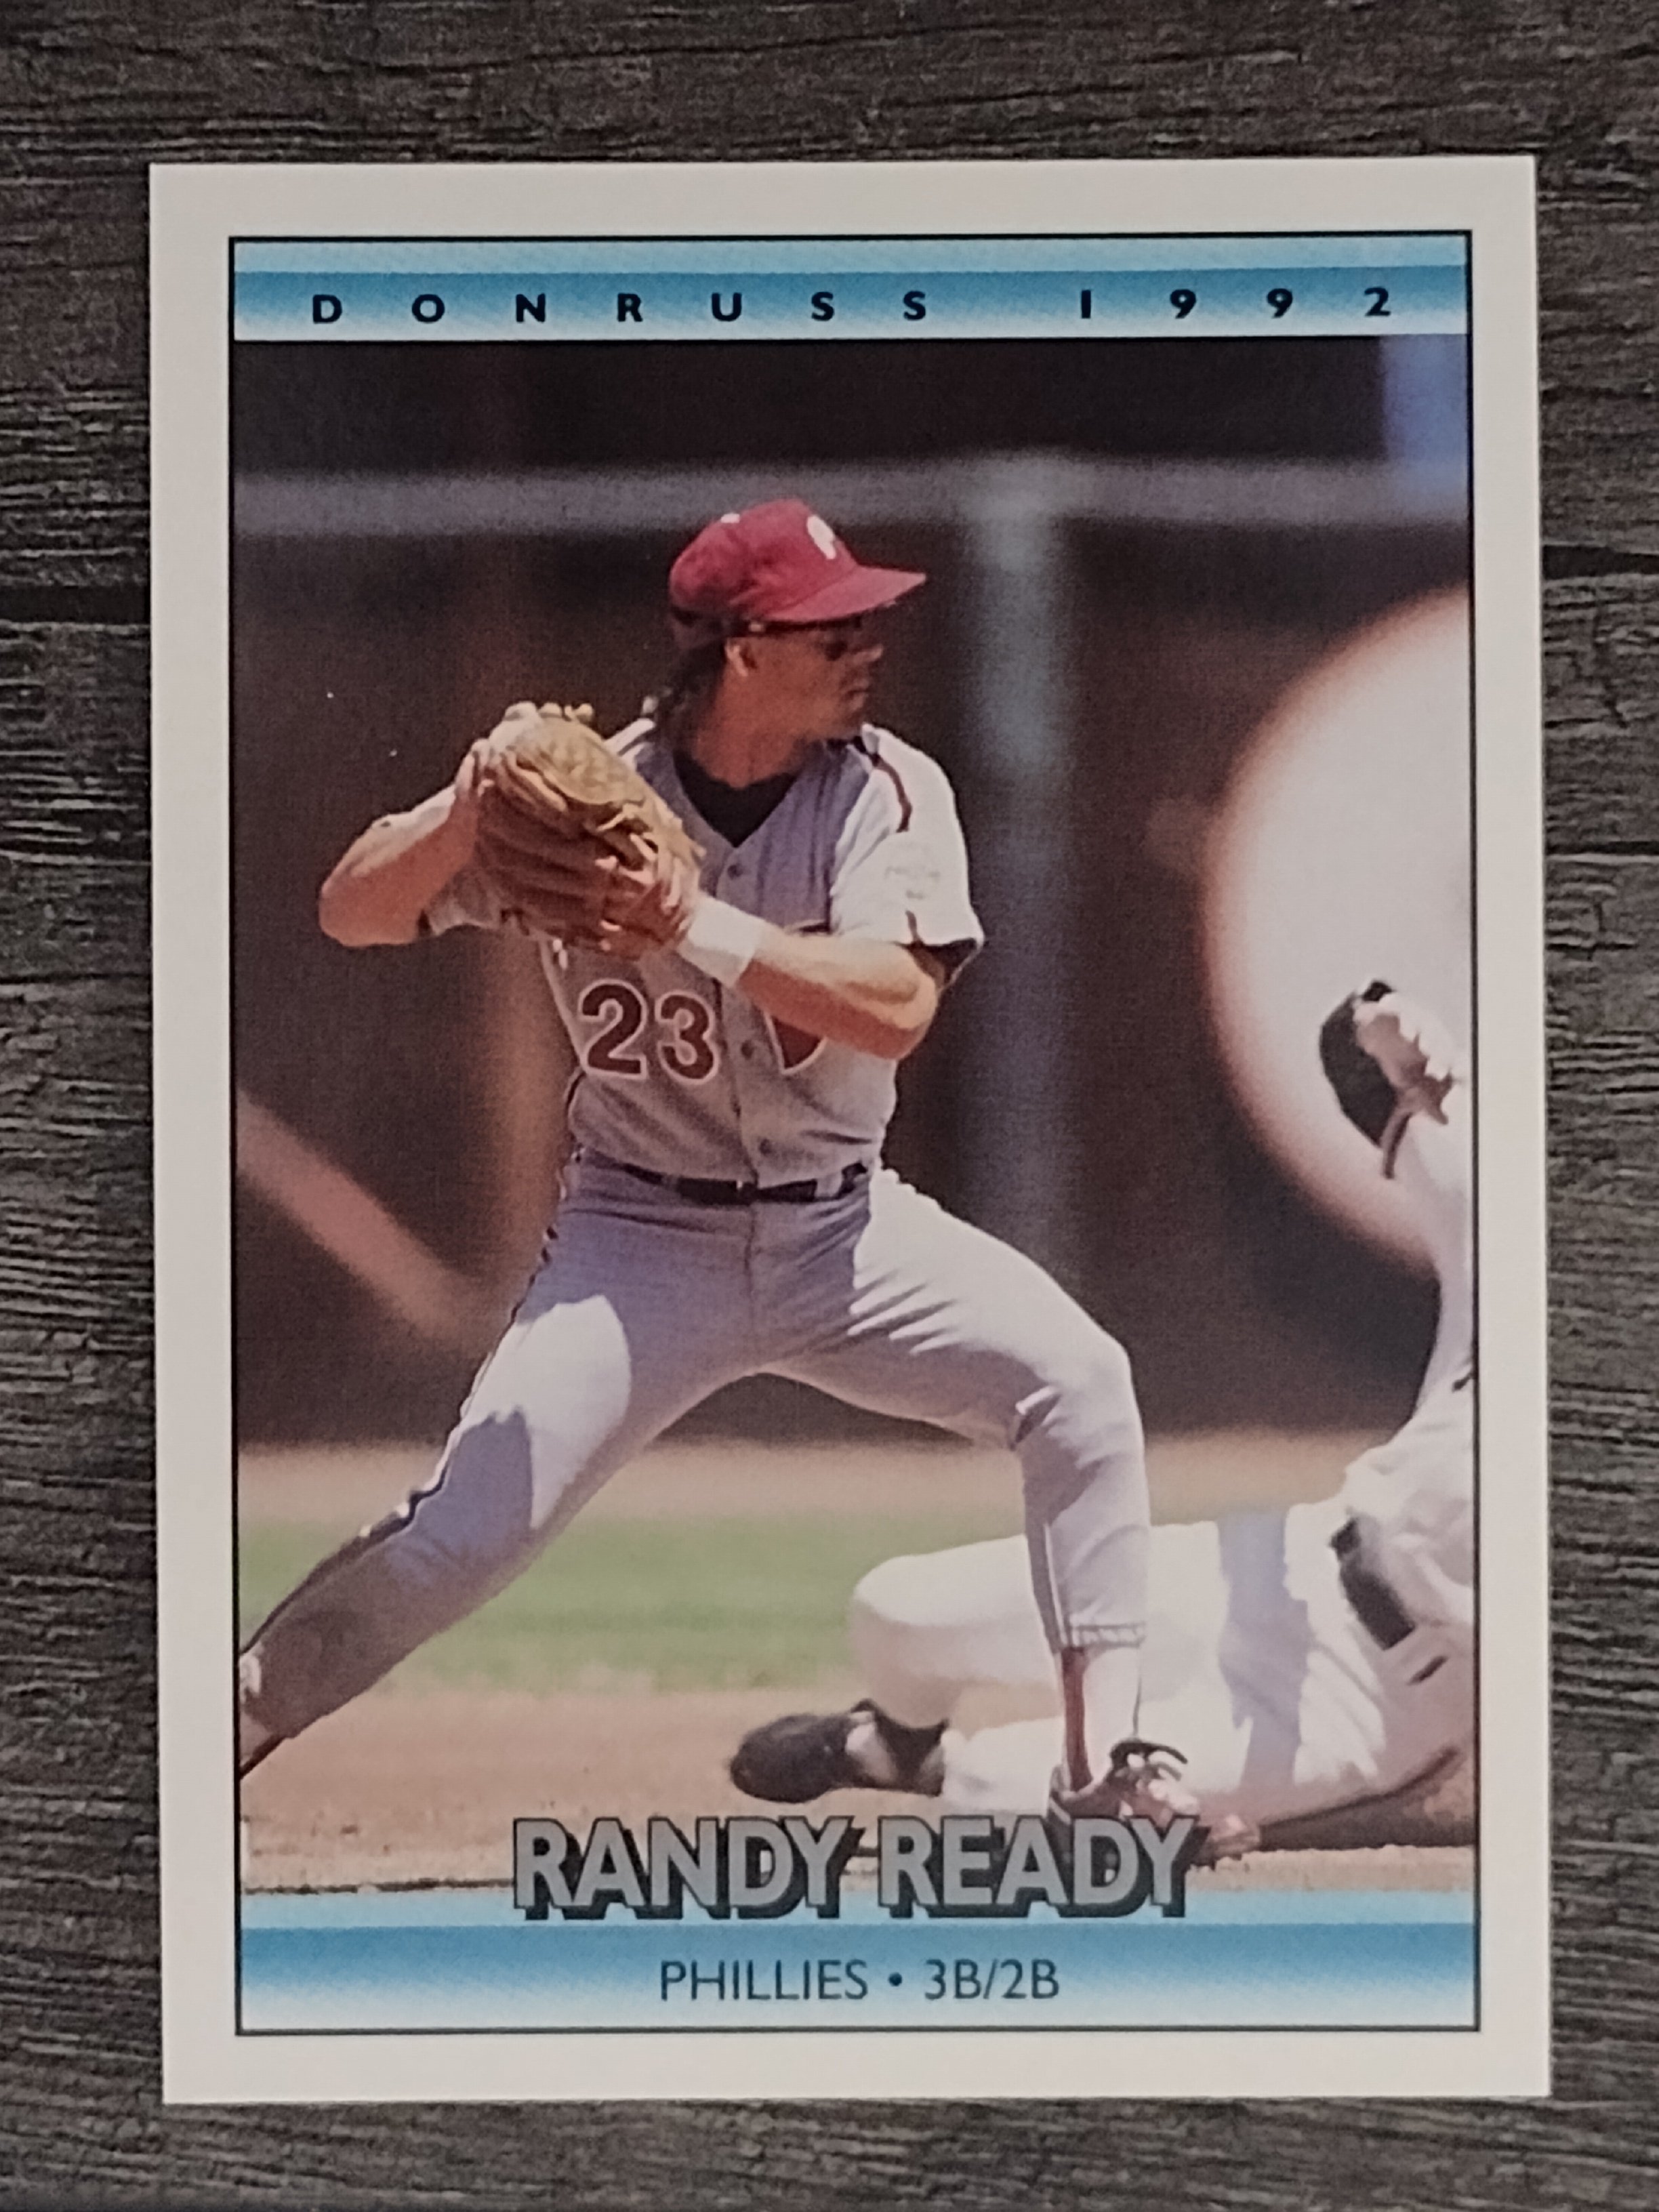 DONRUSS 1992
P
23
RANDY READY
PHILLIES • 3B/2B